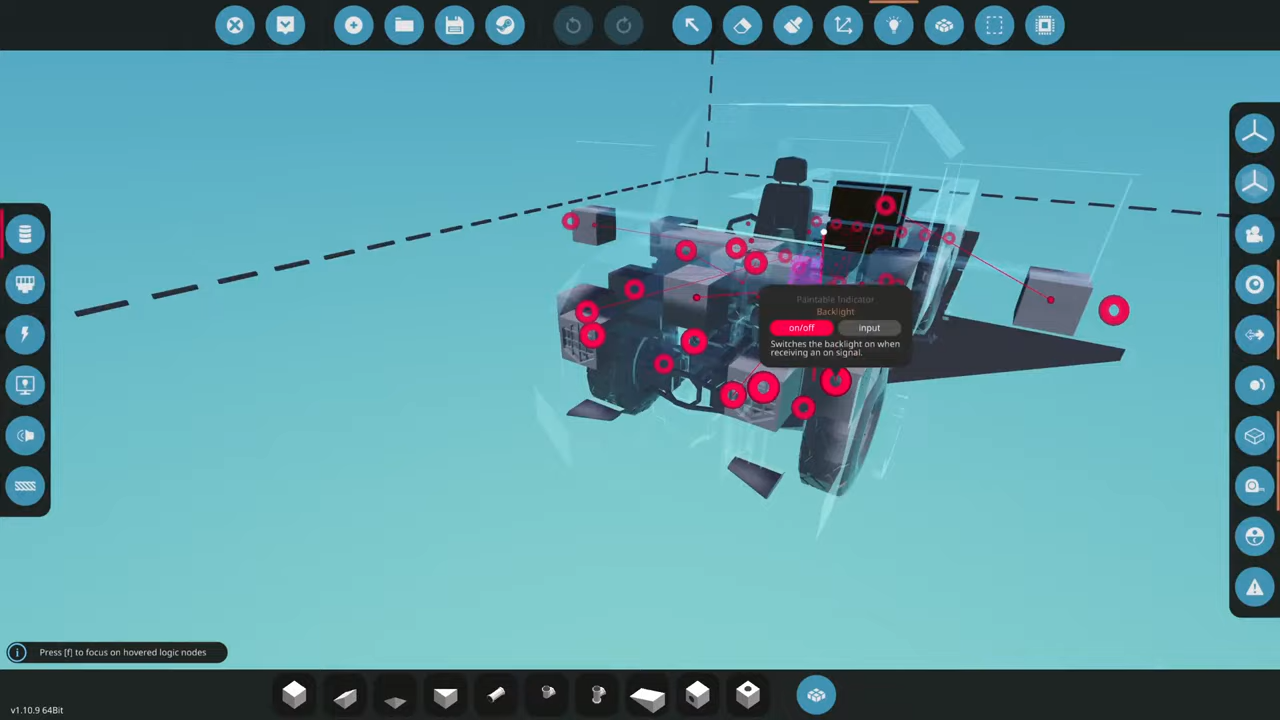 Paintable Indicator
Backlight
on/off input
Switches the backlight on when
receiving an on signal.
Press [f] to focus on hovered logic nodes
v1.10.9 64Bit